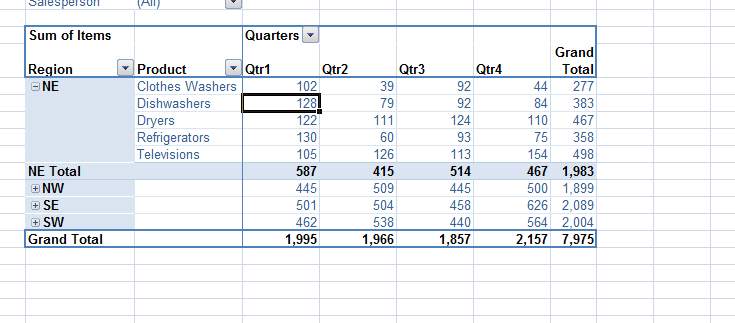 Salesperson (All)
Sum of Items Quarters
Grand
Region Product Qtr1 Qtr2 Qtr3 Qtr4 Total
NE Clothes Washers 102 39 92 44 277
Dishwashers 128 79 92 84 383
Dryers 122 111 124 110 467
Refrigerators 130 60 93 75 358
Televisions 105 126 113 154 498
NE Total 587 415 514 467 1,983
NW 445 509 445 500 1,899
SE 501 504 458 626 2,089
SW 462 538 440 564 2,004
Grand Total 1,995 1,966 1,857 2,157 7,975